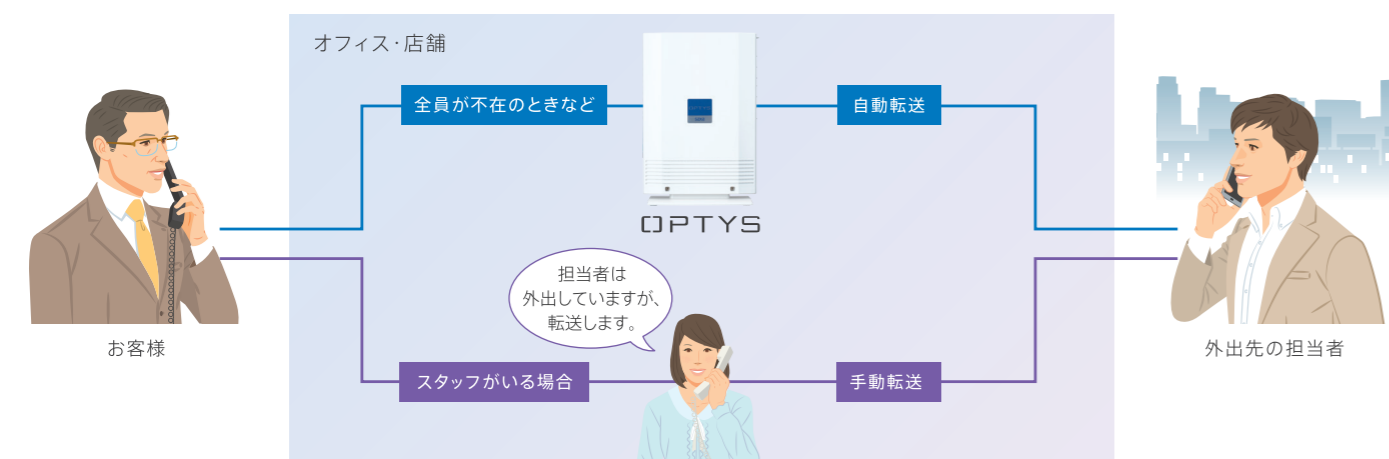 オフィス・店舗
全員が不在のときなど
自動転送
OPTYS
担当者は
外出していますが、
転送します。
お客様
外出先の担当者
スタッフがいる場合
手動転送